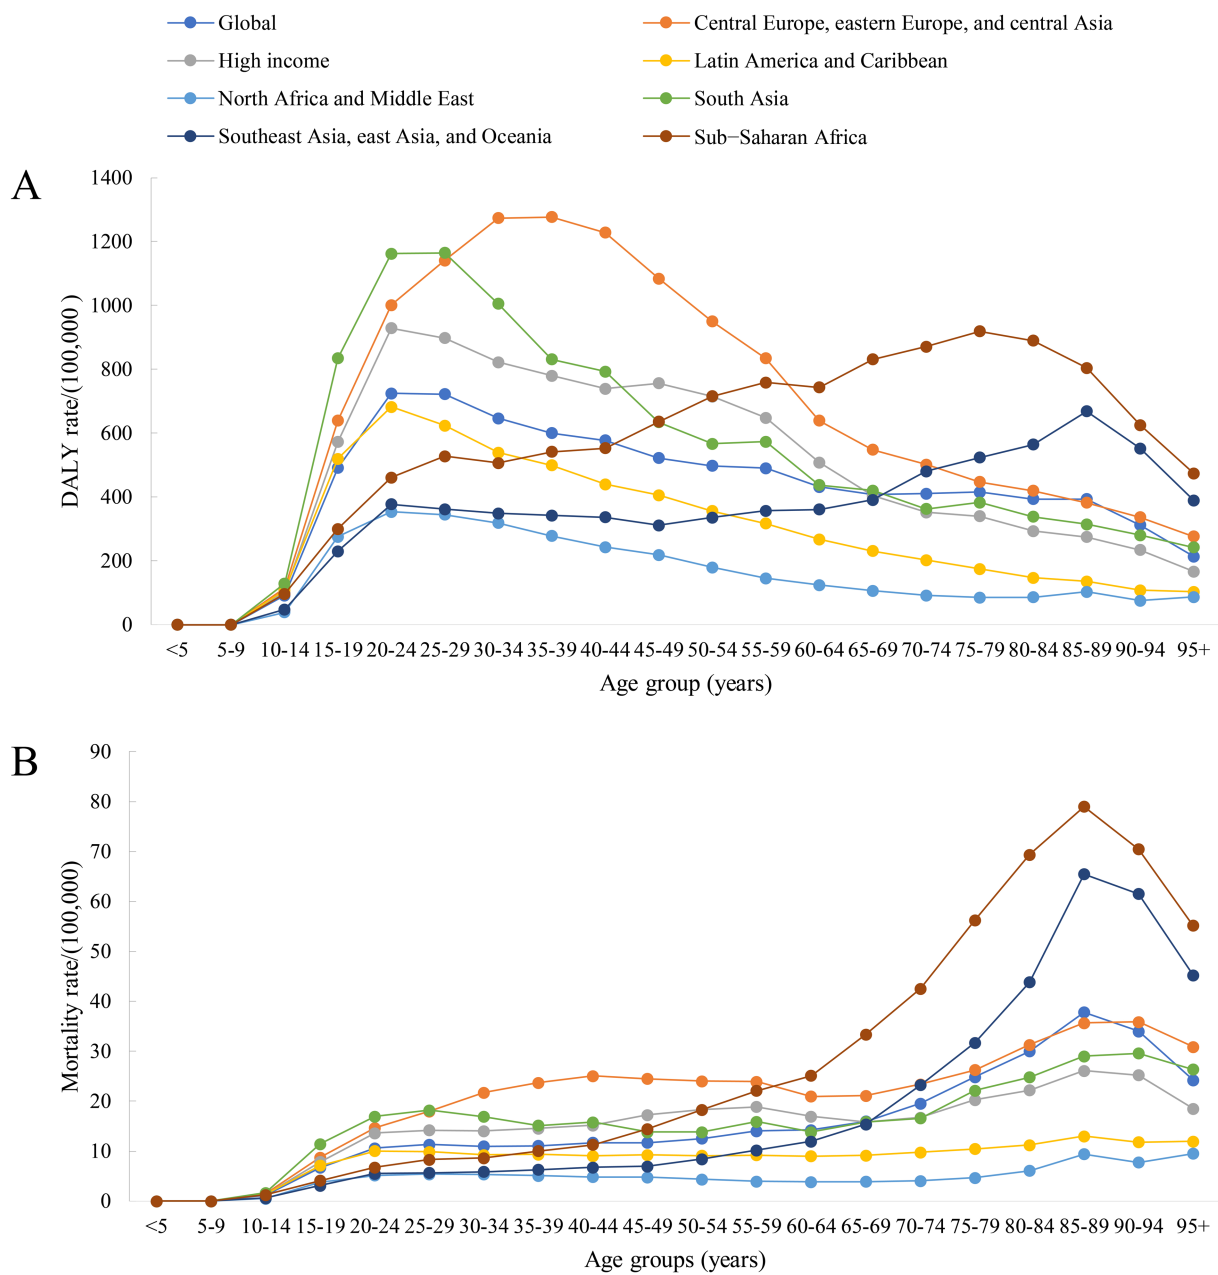 Global
Central Europe, eastern Europe, and central Asia
High income
Latin America and Caribbean
North Africa and Middle East
South Asia
Southeast Asia, east Asia, and Oceania
Sub−Saharan Africa
A
DALY rate/(100,000 )
1400
1200
1000
800
600
400
200
0
<5 5-9 10-14 15-19 20-24 25-29 30-34 35-39 40-44 45-49 50-54 55-59 60-64 65-69 70-74 75-79 80-84 85-89 90-94 95+
Age group (years)
B
Mortality rate/(100,000)
90
80
70
60
50
40
30
20
10
0
<5 5-9 10-14 15-19 20-24 25-29 30-34 35-39 40-44 45-49 50-54 55-59 60-64 65-69 70-74 75-79 80-84 85-89 90-94 95+
Age groups (years)